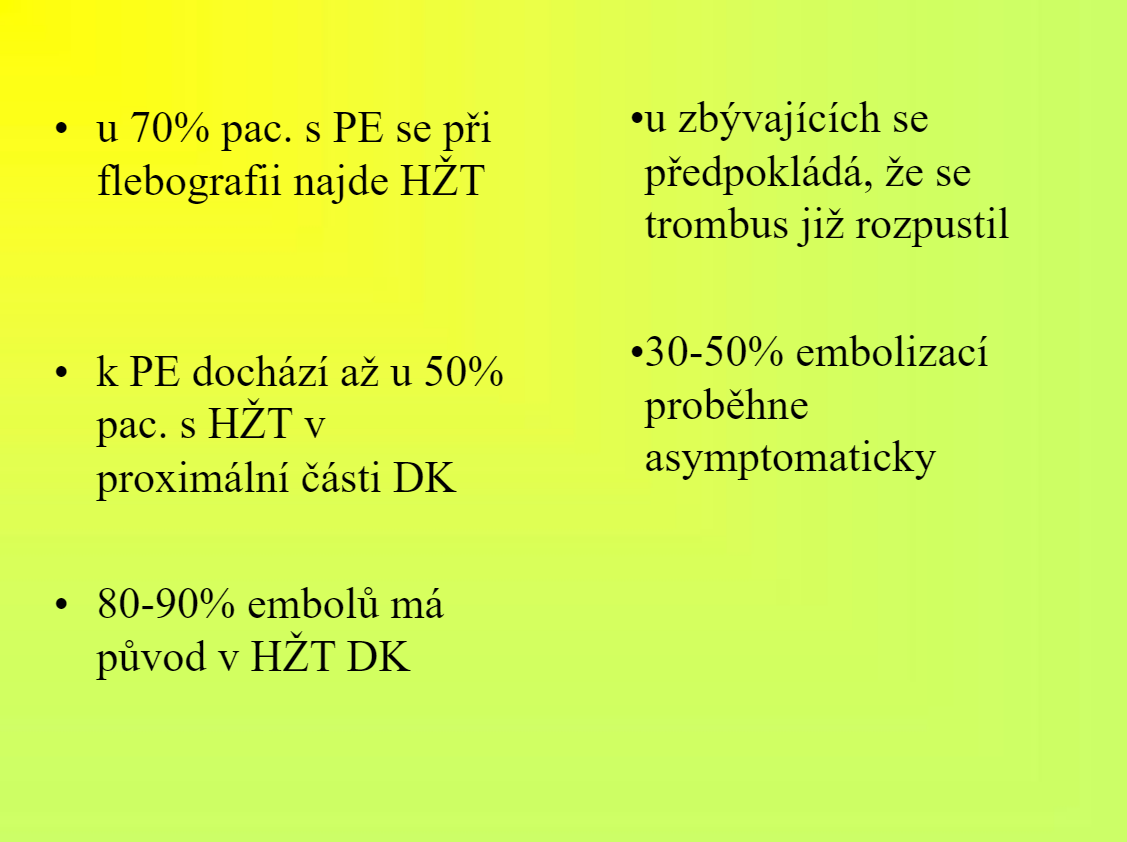 • u 70% pac. s PE se při
flebografii najde HŽT
• k PE dochází až u 50%
pac. s HŽT v
proximální části DK
• 80-90% embolů má
původ v HŽT DK
•u zbývajících se
předpokládá, že se
trombus již rozpustil
•30-50% embolizací
proběhne
asymptomaticky